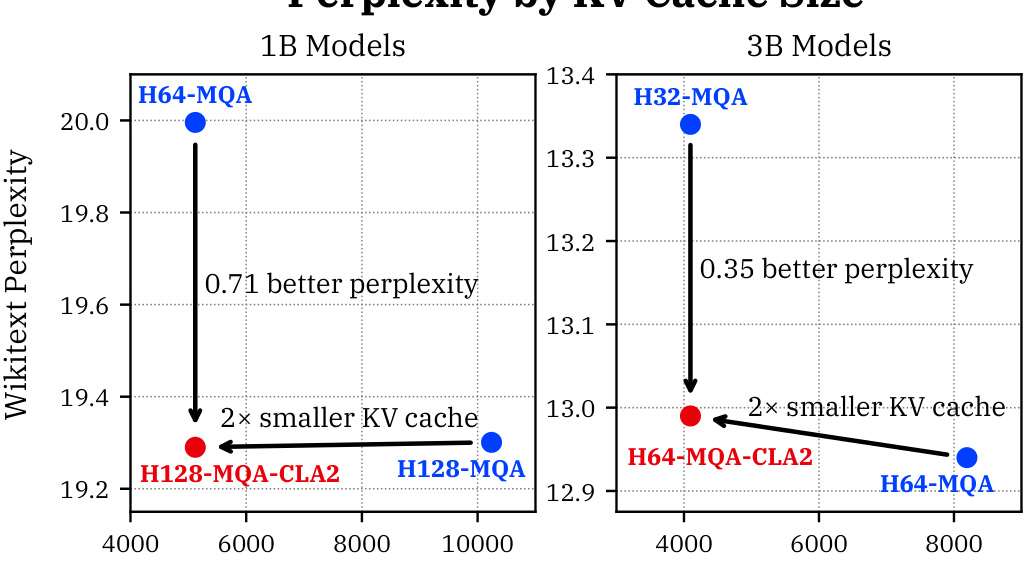 Perplexity by KV Cache Size
1B Models
3B Models
Wikitext Perplexity
20.0
19.8
19.6
19.4
19.2
H64-MQA
0.71 better perplexity
2× smaller KV cache
H128-MQA-CLA2
H128-MQA
4000 6000 8000 10000
13.4
13.3
13.2
13.1
13.0
12.9
H32-MQA
0.35 better perplexity
2× smaller KV cache
H64-MQA-CLA2
H64-MQA
4000 6000 8000